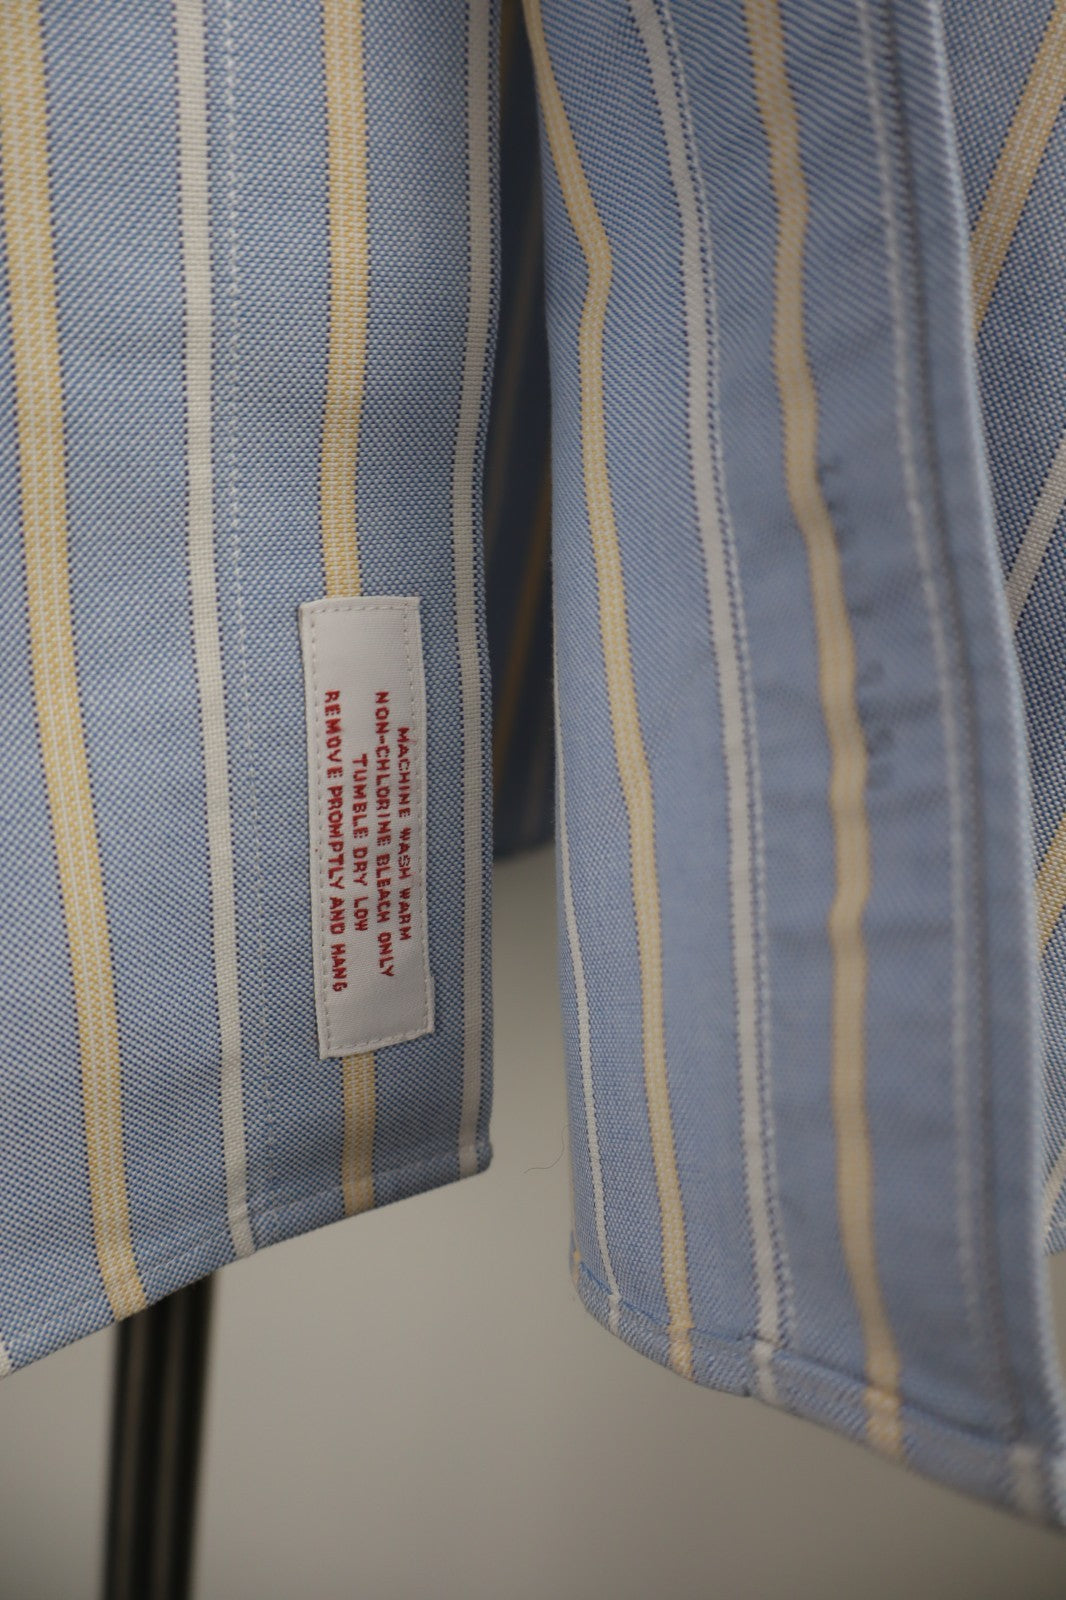 MACHINE WASH WARM
NON-CHLORINE BLEACH ONLY
TUMBLE DRY LOW
REMOVE PROMPTLY AND HANG